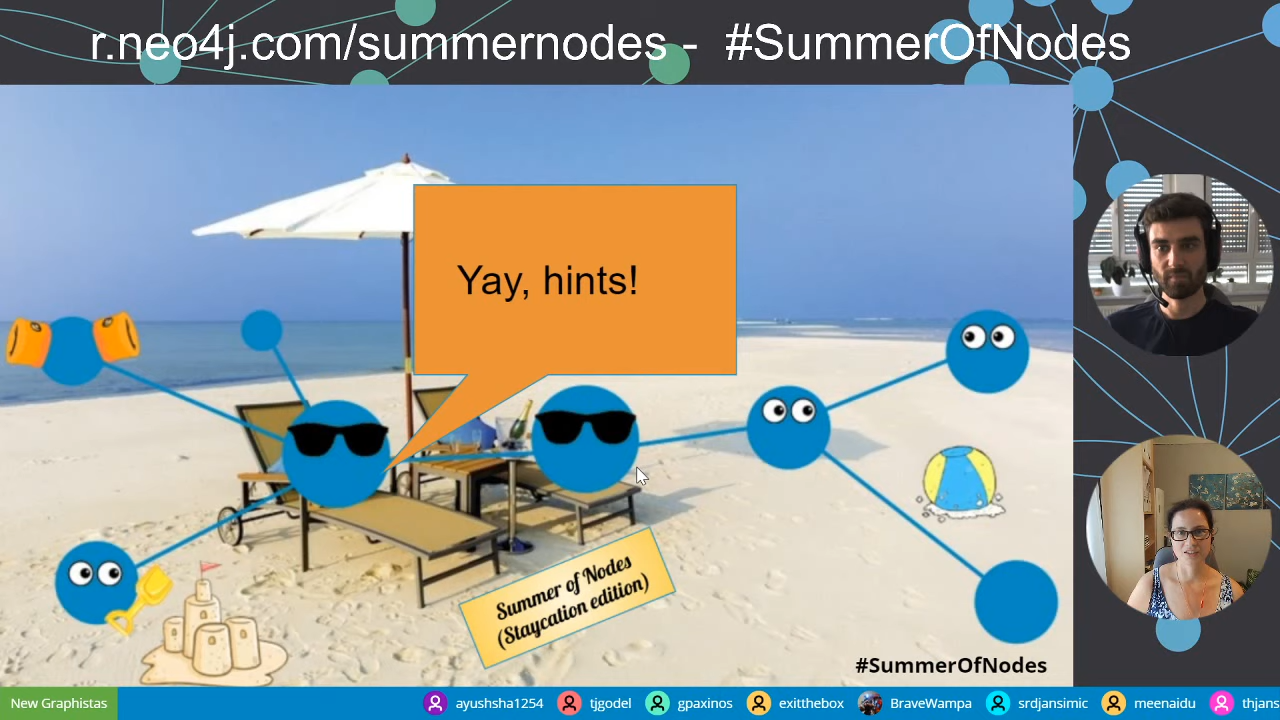 r.neo4j.com/summernodes - #SummerOfNodes
Yay, hints!
Summer of Nodes
(Staycation edition)
#SummerOfNodes
New Graphistas ayushsha1254 tjgodel gpaxinos exitthebox BraveWampa srdjansimic meenaidu thjans